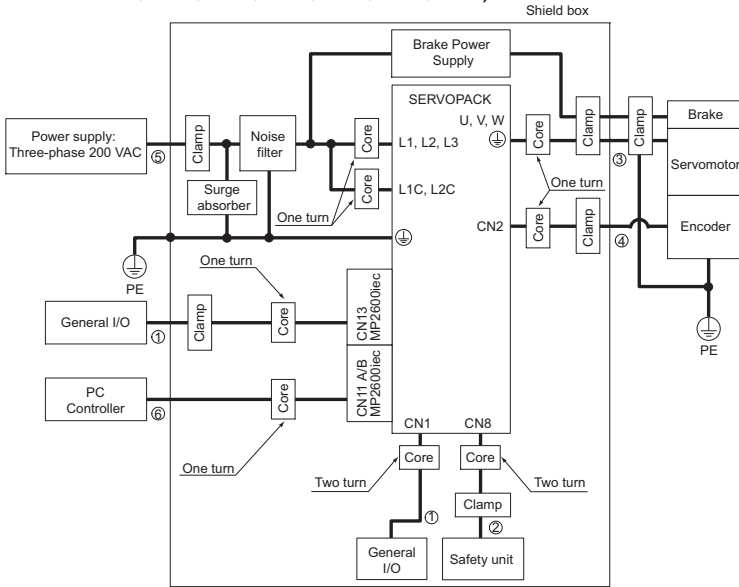 Shield box
Brake Power
Supply
SERVOPACK
U, V, W
Brake
Power supply:
Three-phase 200 VAC
⑤
Clamp
Noise
filter
Core
L1, L2, L3
Core
Clamp
Clamp
③
Servomotor
Surge
absorber
Core
L1C, L2C
One turn
One turn
CN2
Core
Clamp
④
Encoder
PE
One turn
General I/O
①
Clamp
Core
CN13
MP2600iec
PE
PC
Controller
⑥
Core
CN11 A/B
MP2600iec
One turn
CN1
CN8
Two turn
Core
Core
Two turn
①
Clamp
②
General
I/O
Safety unit